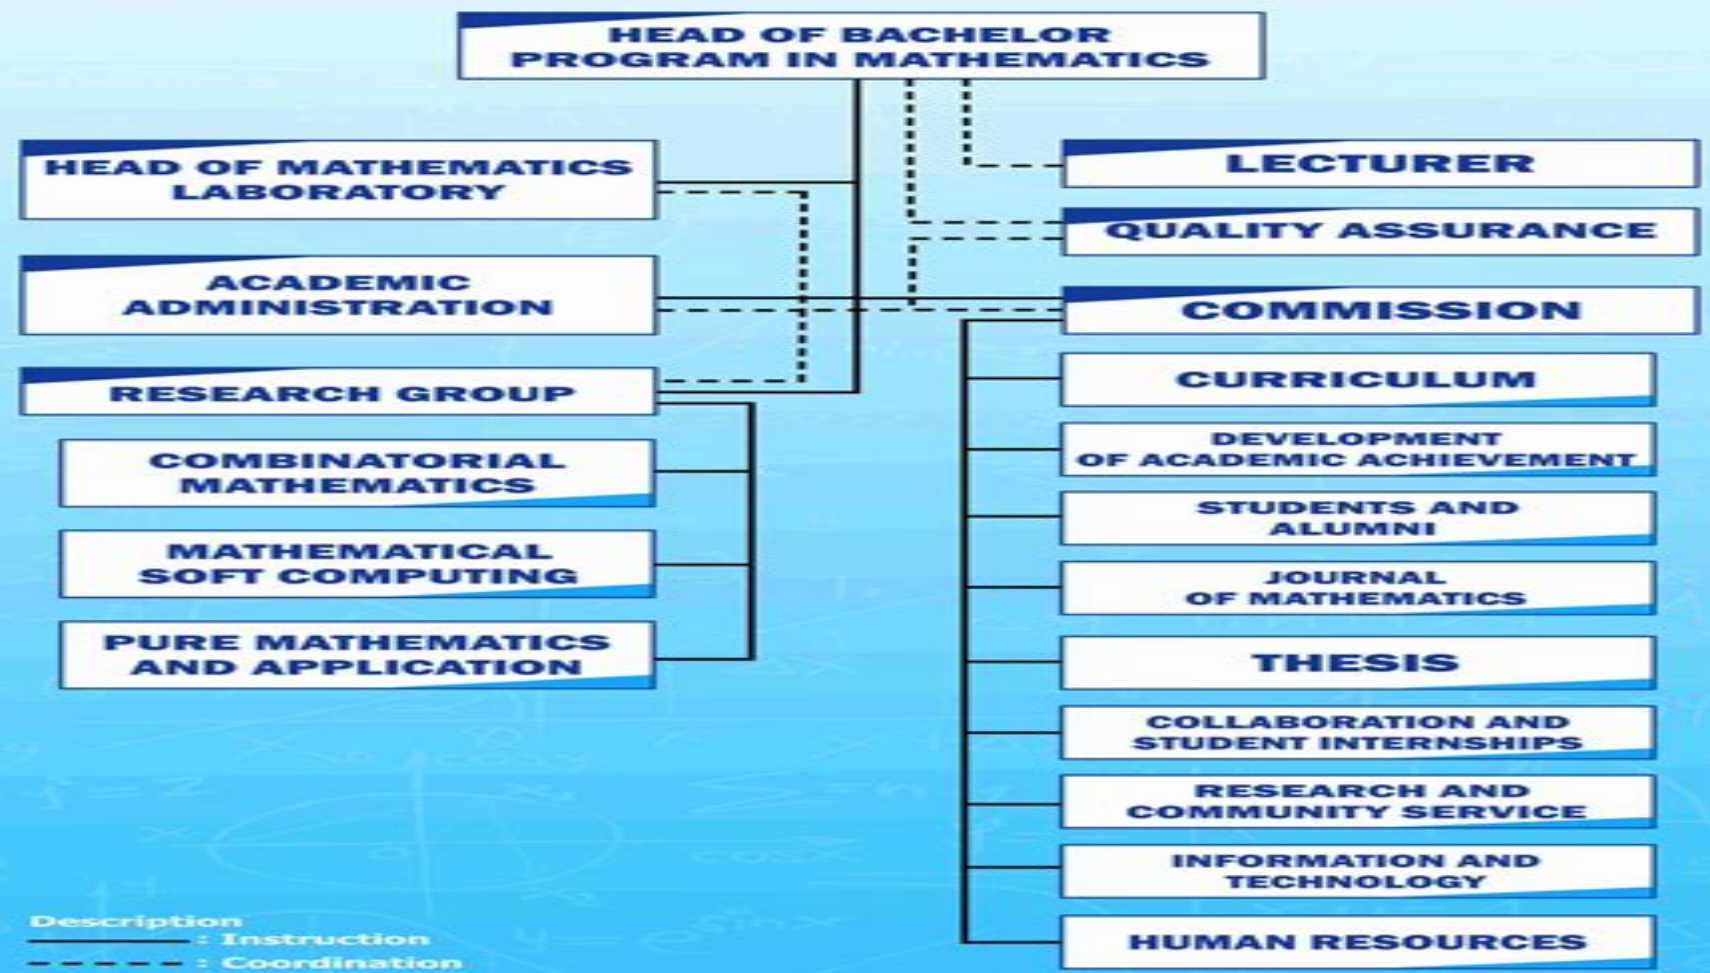 HEAD OF BACHELOR
PROGRAM IN MATHEMATICS
HEAD OF MATHEMATICS
LABORATORY
ACADEMIC
ADMINISTRATION
RESEARCH GROUP
COMBINATORIAL
MATHEMATICS
MATHEMATICAL
SOFT COMPUTING
PURE MATHEMATICS
AND APPLICATION
LECTURER
QUALITY ASSURANCE
COMMISSION
CURRICULUM
DEVELOPMENT
OF ACADEMIC ACHIEVEMENT
STUDENTS AND
ALUMNI
JOURNAL
OF MATHEMATICS
THESIS
COLLABORATION AND
STUDENT INTERNSHIPS
RESEARCH AND
COMMUNITY SERVICE
INFORMATION AND
TECHNOLOGY
HUMAN RESOURCES
Description
: Instruction
: Coordination